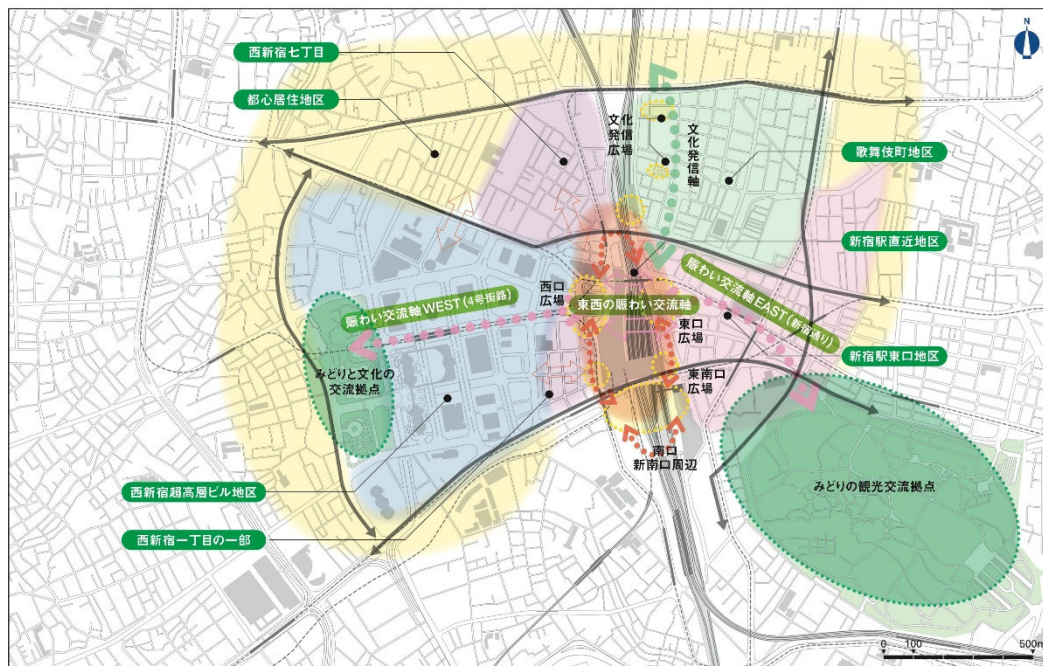 N
西新宿七丁目
都心居住地区
文化
発信
広場
文化発信軸
歌舞伎町地区
新宿駅直近地区
西口
広場
東西の賑わい交流軸
賑わい交流軸WEST(4号街路)
賑わい交流軸EAST(新宿通り)
東口
広場
新宿駅東口地区
みどりと文化の
交流拠点
東南口
広場
南口
新南口周辺
みどりの観光交流拠点
西新宿超高層ビル地区
西新宿一丁目の一部
0 100 500m